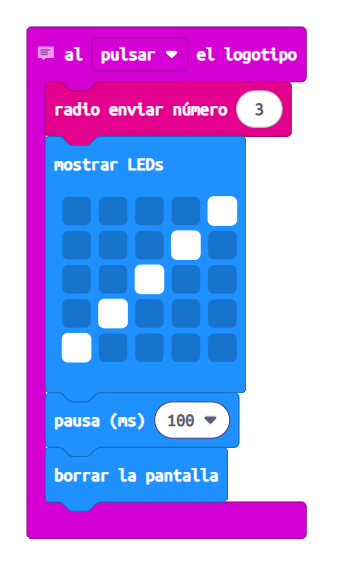 al pulsar el logotipo
radio enviar número 3
mostrar LEDs
pausa (ms) 100
borrar la pantalla